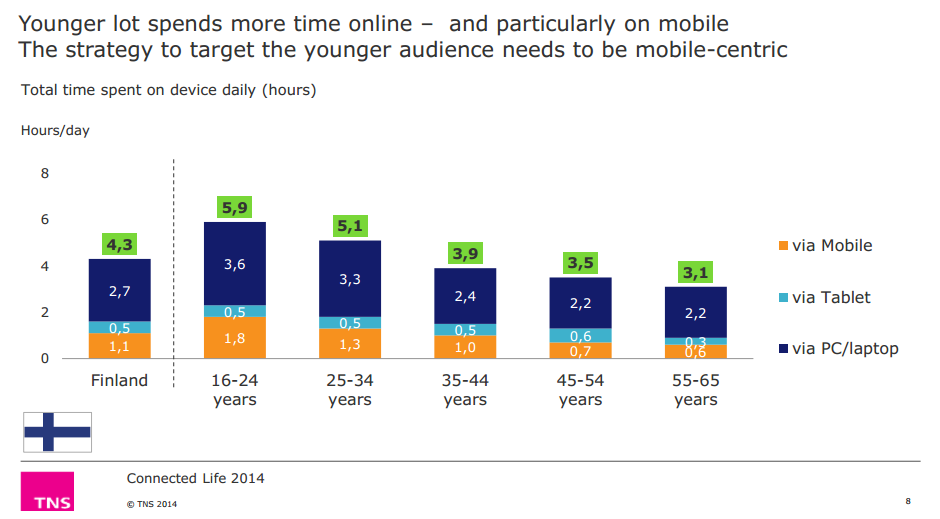 Younger lot spends more time online –  and particularly on mobile
The strategy to target the younger audience needs to be mobile-centric
Total time spent on device daily (hours)
Hours/day
8
6
4
2
0
4,3
2,7
0,5
1,1
5,9
3,6
0,5
1,8
5,1
3,3
0,5
1,3
3,9
2,4
0,5
1,0
3,5
2,2
0,6
0,7
3,1
2,2
0,3
0,6
Finland
16-24
years
25-34
years
35-44
years
45-54
years
55-65
years
via Mobile
via Tablet
via PC/laptop
TNS
Connected Life 2014
© TNS 2014
8